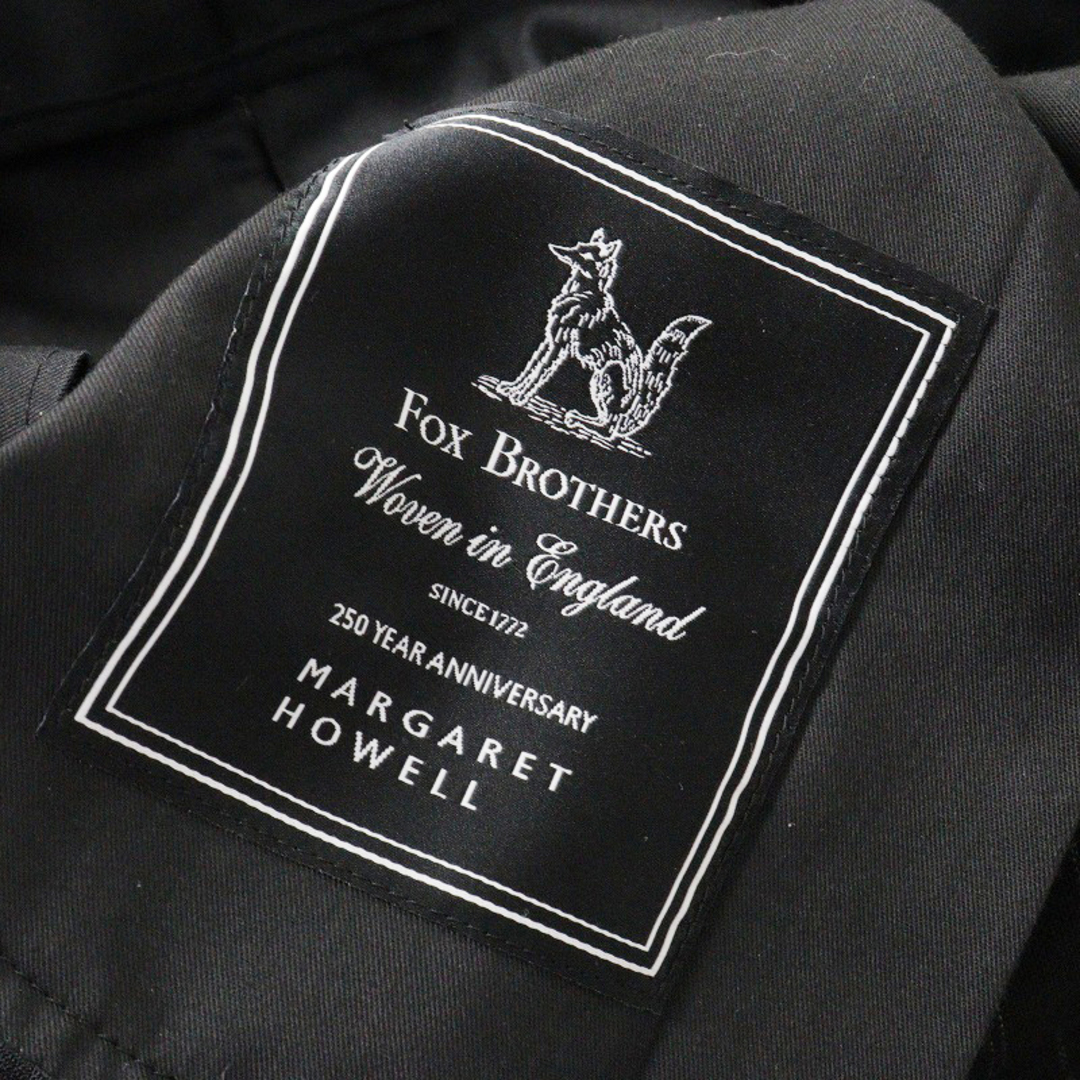 FOX BROTHERS
Woven in England
SINCE 1772
250 YEAR ANNIVERSARY
MARGARET
HOWELL